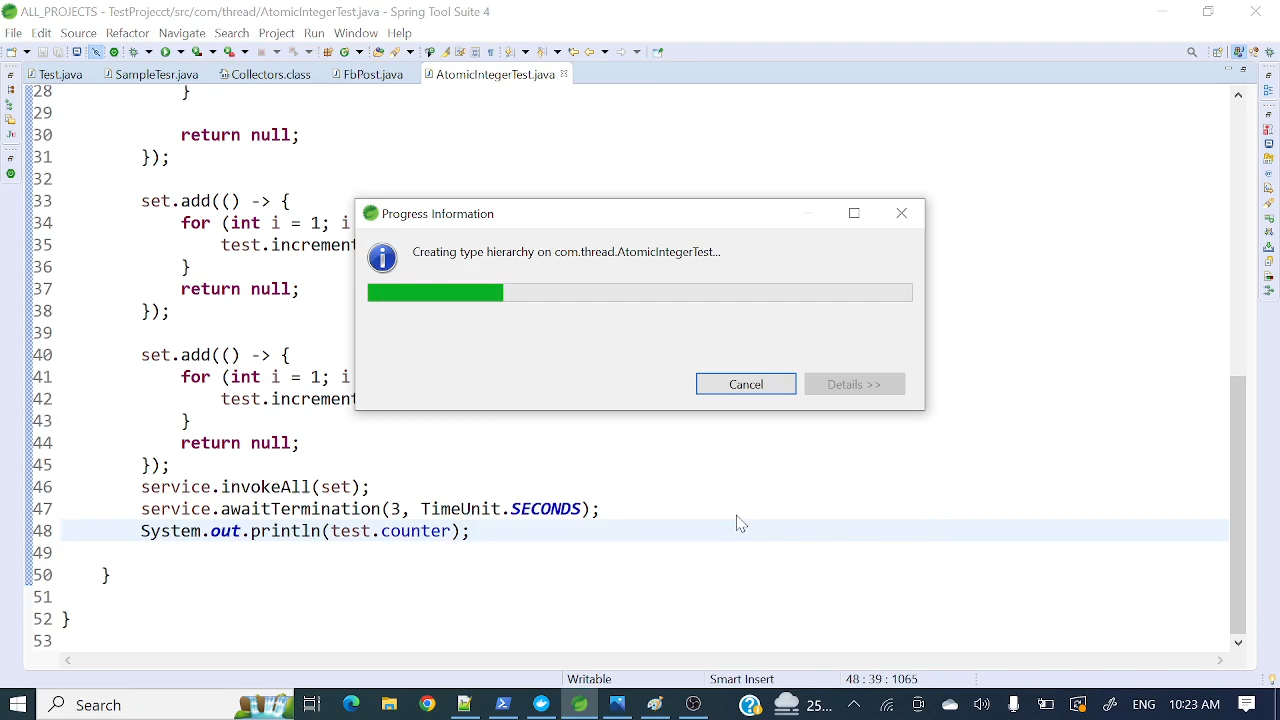 ALL_PROJECTS - TestProjecct/src/com/thread/AtomicIntegerTest.java - Spring Tool Suite 4
File Edit Source Refactor Navigate Search Project Run Window Help
Test.java SampleTesr.java Collectors.class FbPost.java AtomicIntegerTest.java
28 }
29
30 return null;
31 });
32
33 set.add(() -> {
34 for (int i = 1; i
35 test.increment
36 }
37 return null;
38 });
39
40 set.add(() -> {
41 for (int i = 1; i
42 test.increment
43 }
44 return null;
45 });
46 service.invokeAll(set);
47 service.awaitTermination(3, TimeUnit.SECONDS);
48 System.out.println(test.counter);
49
50 }
51
52 }
53
Progress Information
Creating type hierarchy on com.thread.AtomicIntegerTest...
Cancel Details >>
Writable Smart Insert 48 : 39 : 1065
Search 25... ENG 10:23 AM